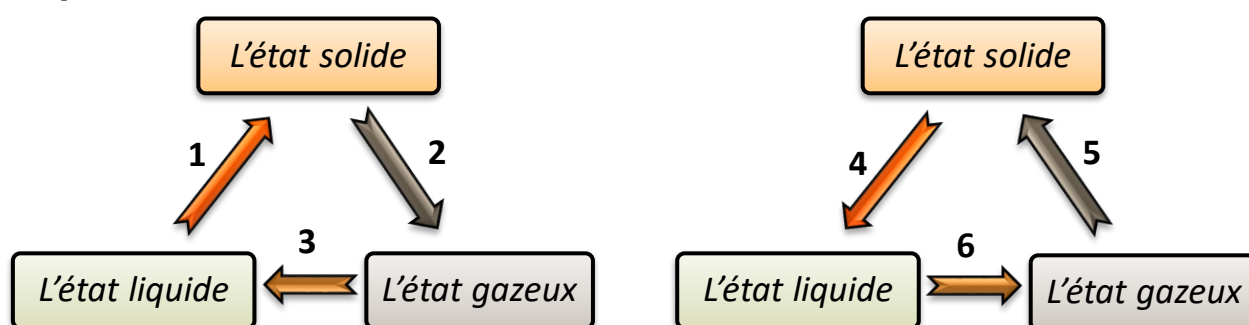 L'état solide
L'état solide
1
2
4
5
3
6
L'état liquide
L'état gazeux
L'état liquide
L'état gazeux